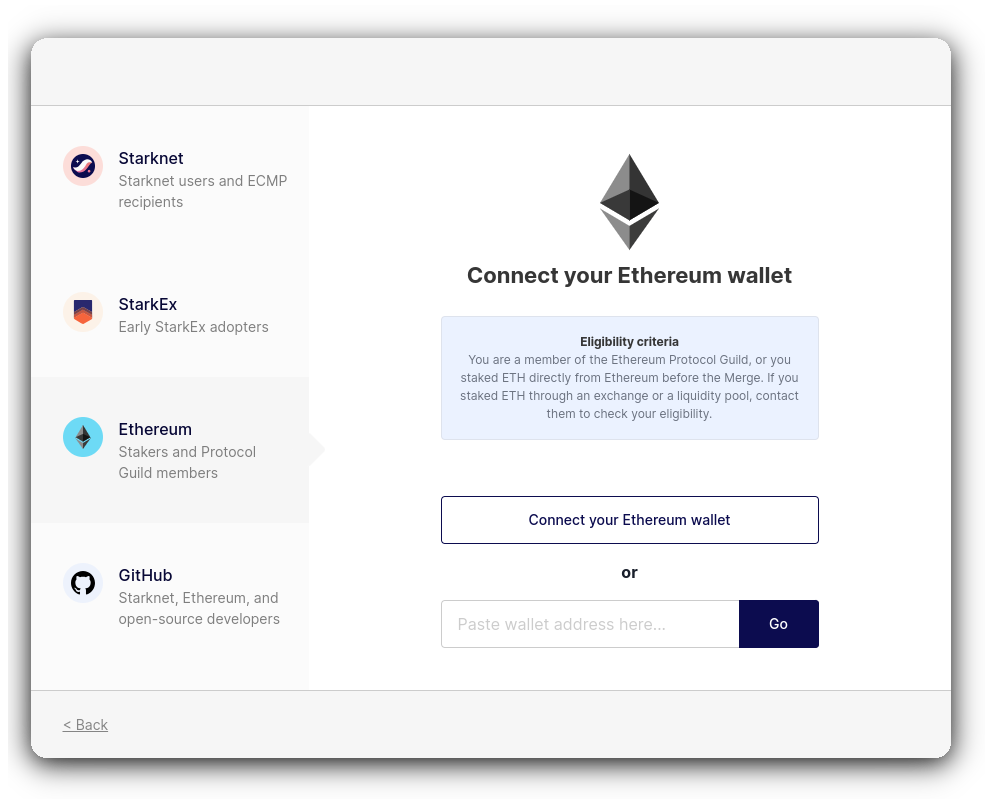 Starknet
Starknet users and ECMP
recipients
StarkEx
Early StarkEx adopters
Ethereum
Stakers and Protocol
Guild members
GitHub
Starknet, Ethereum, and
open-source developers
Connect your Ethereum wallet
Eligibility criteria
You are a member of the Ethereum Protocol Guild, or you
staked ETH directly from Ethereum before the Merge. If you
staked ETH through an exchange or a liquidity pool, contact
them to check your eligibility.
Connect your Ethereum wallet
or
Paste wallet address here...
Go
< Back